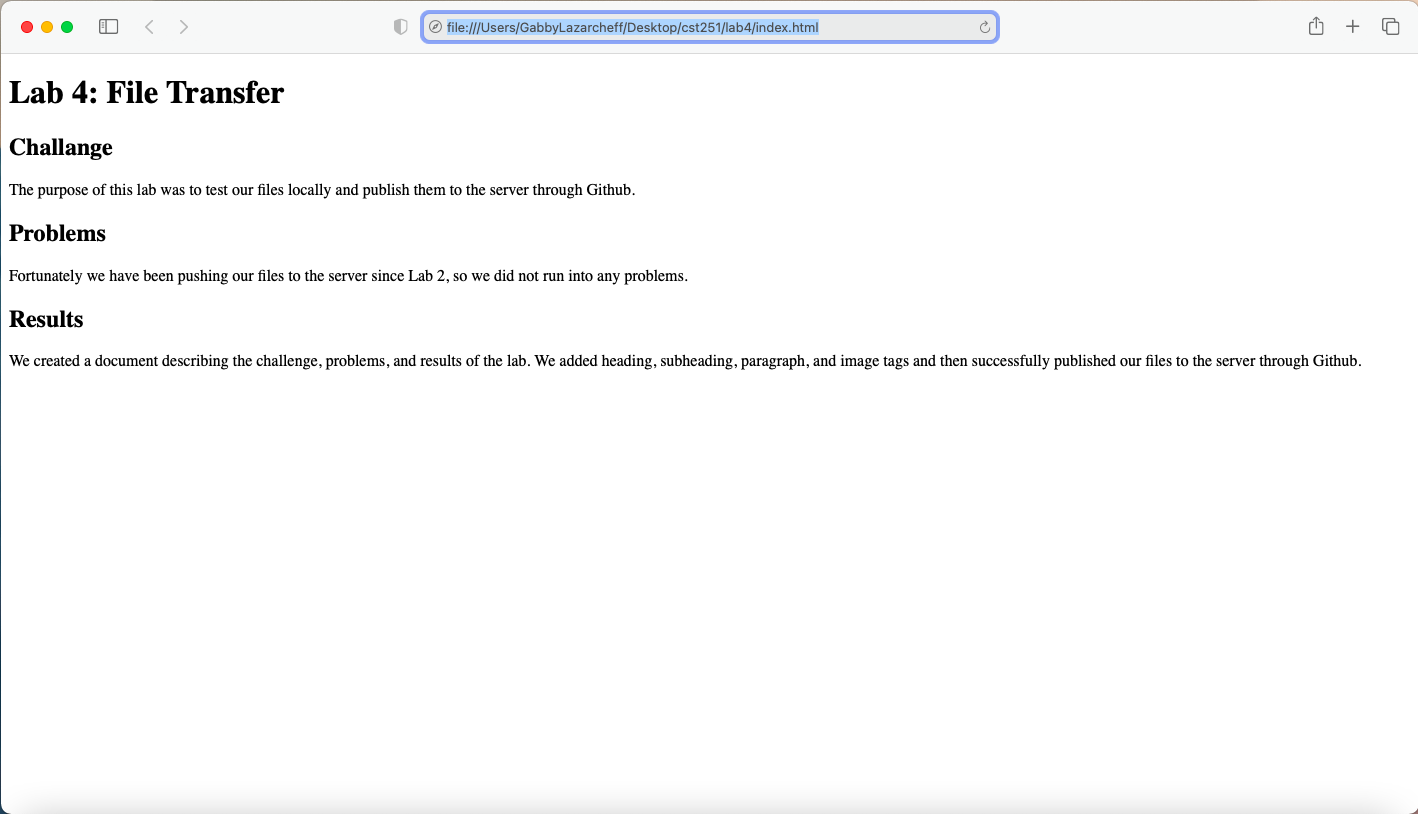 file:///Users/GabbyLazarcheff/Desktop/cst251/lab4/index.html
Lab 4: File Transfer
Challange
The purpose of this lab was to test our files locally and publish them to the server through Github.
Problems
Fortunately we have been pushing our files to the server since Lab 2, so we did not run into any problems.
Results
We created a document describing the challenge, problems, and results of the lab. We added heading, subheading, paragraph, and image tags and then successfully published our files to the server through Github.